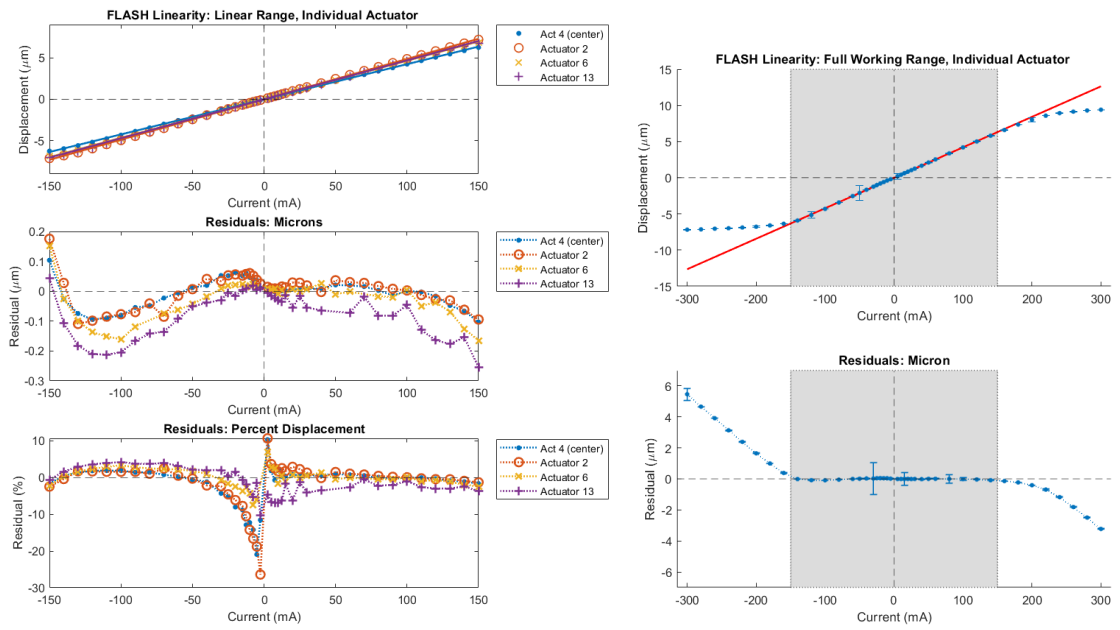 FLASH Linearity: Linear Range, Individual Actuator
Displacement (μm)
5
0
-5
-150
-100
-50
0
50
100
150
Current (mA)
Act 4 (center)
Actuator 2
Actuator 6
Actuator 13
Residuals: Microns
Residual (μm)
0.2
0.1
0
-0.1
-0.2
-0.3
-150
-100
-50
0
50
100
150
Current (mA)
Act 4 (center)
Actuator 2
Actuator 6
Actuator 13
Residuals: Percent Displacement
Residual (%)
10
0
-10
-20
-30
-150
-100
-50
0
50
100
150
Current (mA)
Act 4 (center)
Actuator 2
Actuator 6
Actuator 13
FLASH Linearity: Full Working Range, Individual Actuator
Displacement (μm)
15
10
5
0
-5
-10
-15
-300
-200
-100
0
100
200
300
Current (mA)
Residuals: Micron
Residual (μm)
6
4
2
0
-2
-4
-6
-300
-200
-100
0
100
200
300
Current (mA)